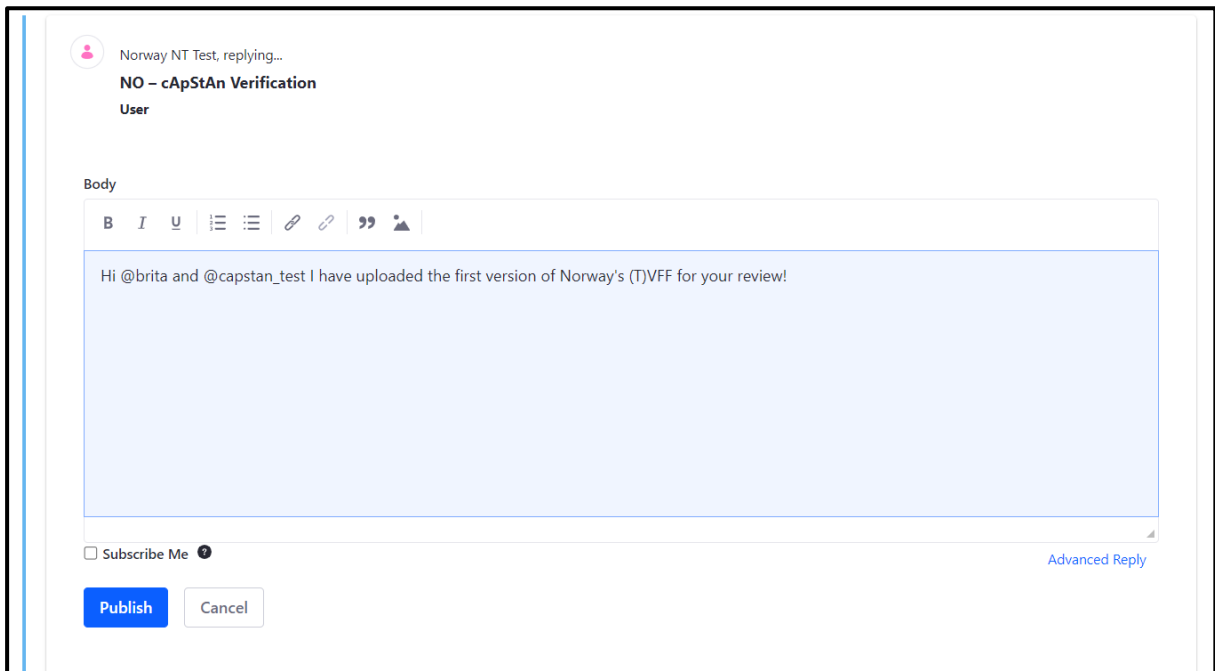 Norway NT Test, replying...
NO – cApStAn Verification
User
Body
B I U
Hi @brita and @capstan_test I have uploaded the first version of Norway's (T)VFF for your review!
Subscribe Me ?
Advanced Reply
Publish Cancel